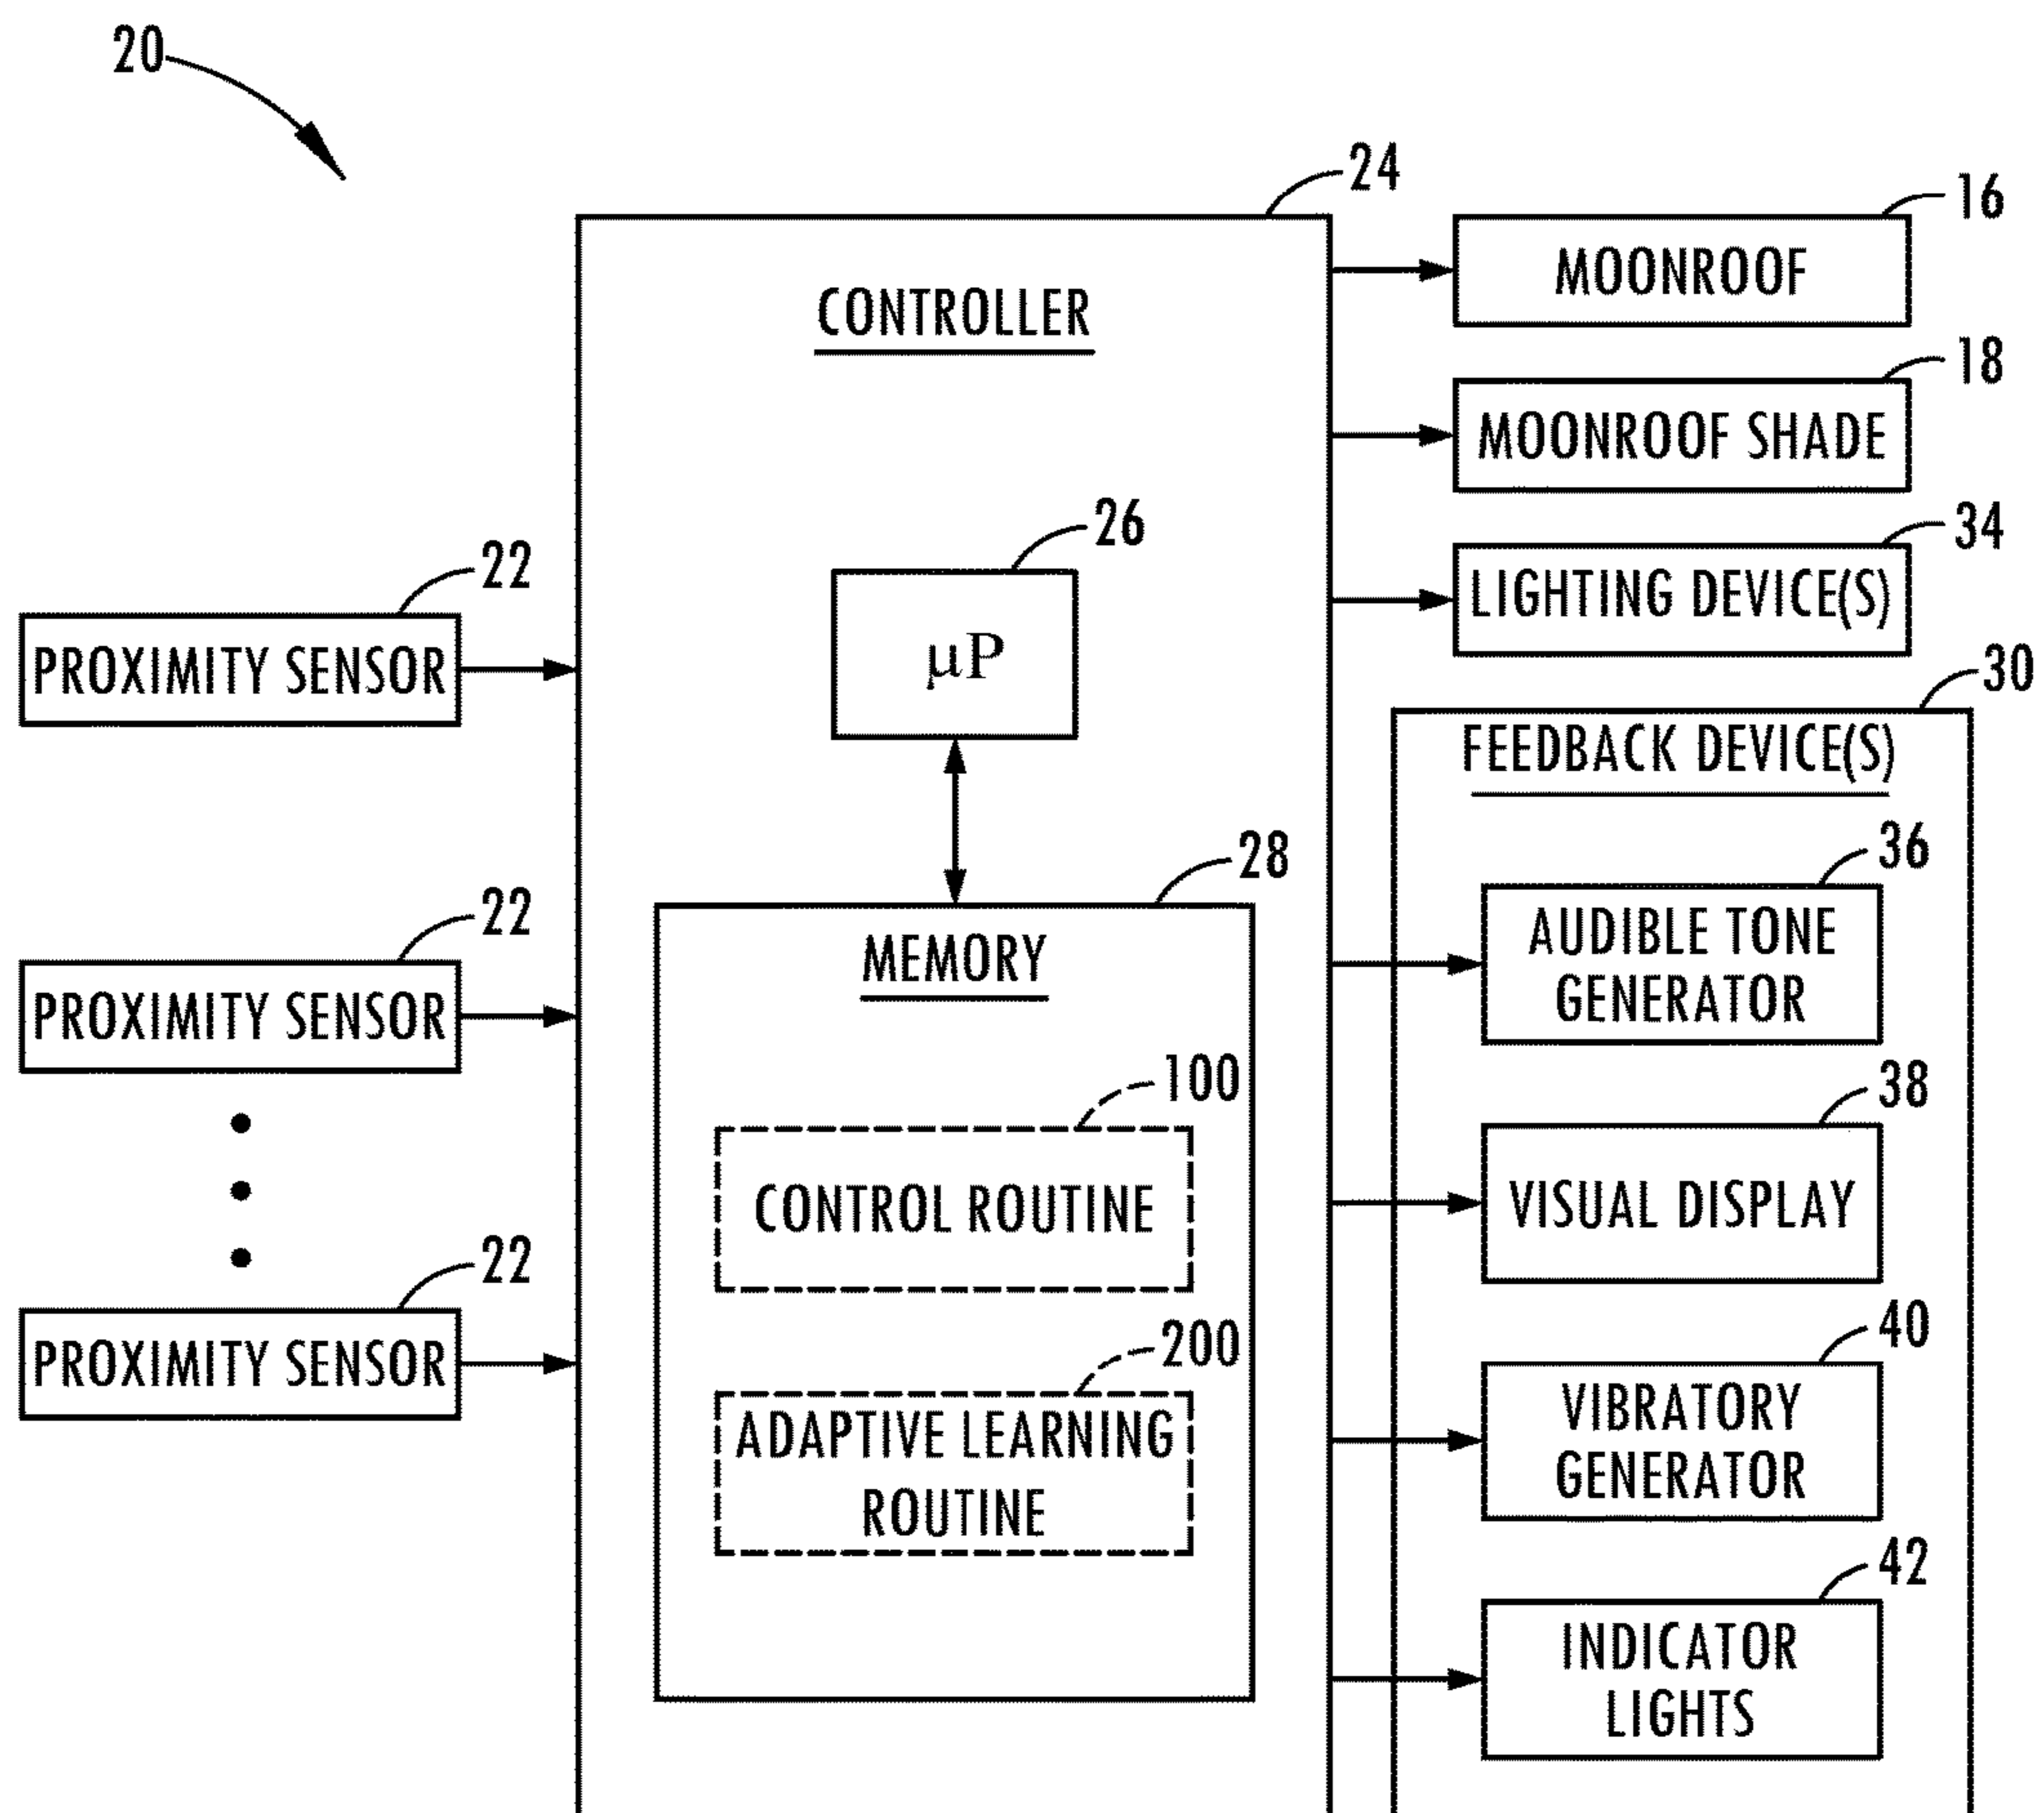 20
24
16
MOONROOF
CONTROLLER
18
MOONROOF SHADE
26
34
LIGHTING DEVICE(S)
22
PROXIMITY SENSOR
µP
30
FEEDBACK DEVICE(S)
28
36
MEMORY
AUDIBLE TONE
GENERATOR
22
PROXIMITY SENSOR
100
38
CONTROL ROUTINE
VISUAL DISPLAY
22
PROXIMITY SENSOR
200
40
ADAPTIVE LEARNING
ROUTINE
VIBRATORY
GENERATOR
42
INDICATOR
LIGHTS